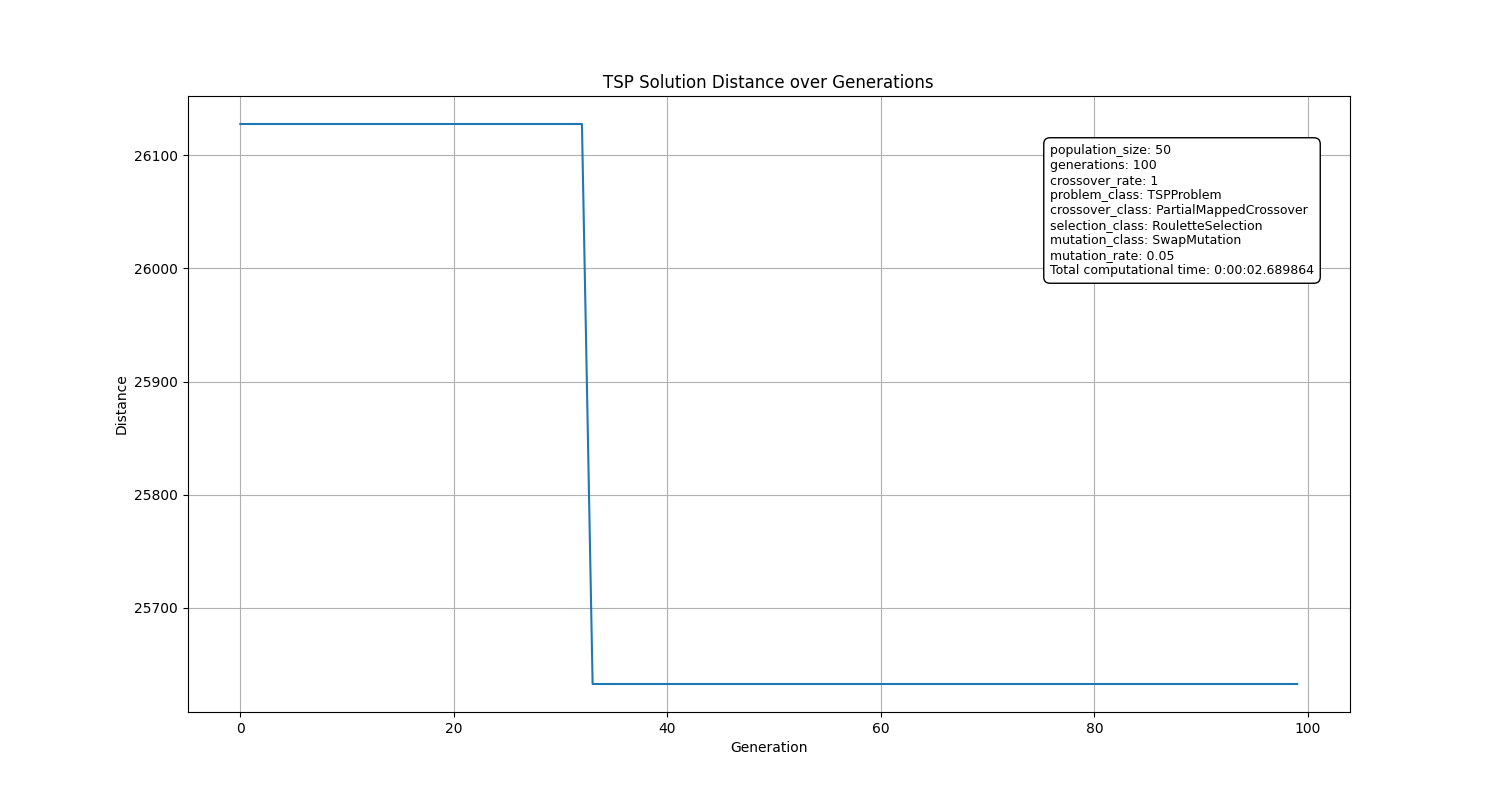 TSP Solution Distance over Generations
26100
26000
25900
25800
25700
Distance
population_size: 50
generations: 100
crossover_rate: 1
problem_class: TSPProblem
crossover_class: PartialMappedCrossover
selection_class: RouletteSelection
mutation_class: SwapMutation
mutation_rate: 0.05
Total computational time: 0:00:02.689864
0 20 40 60 80 100
Generation